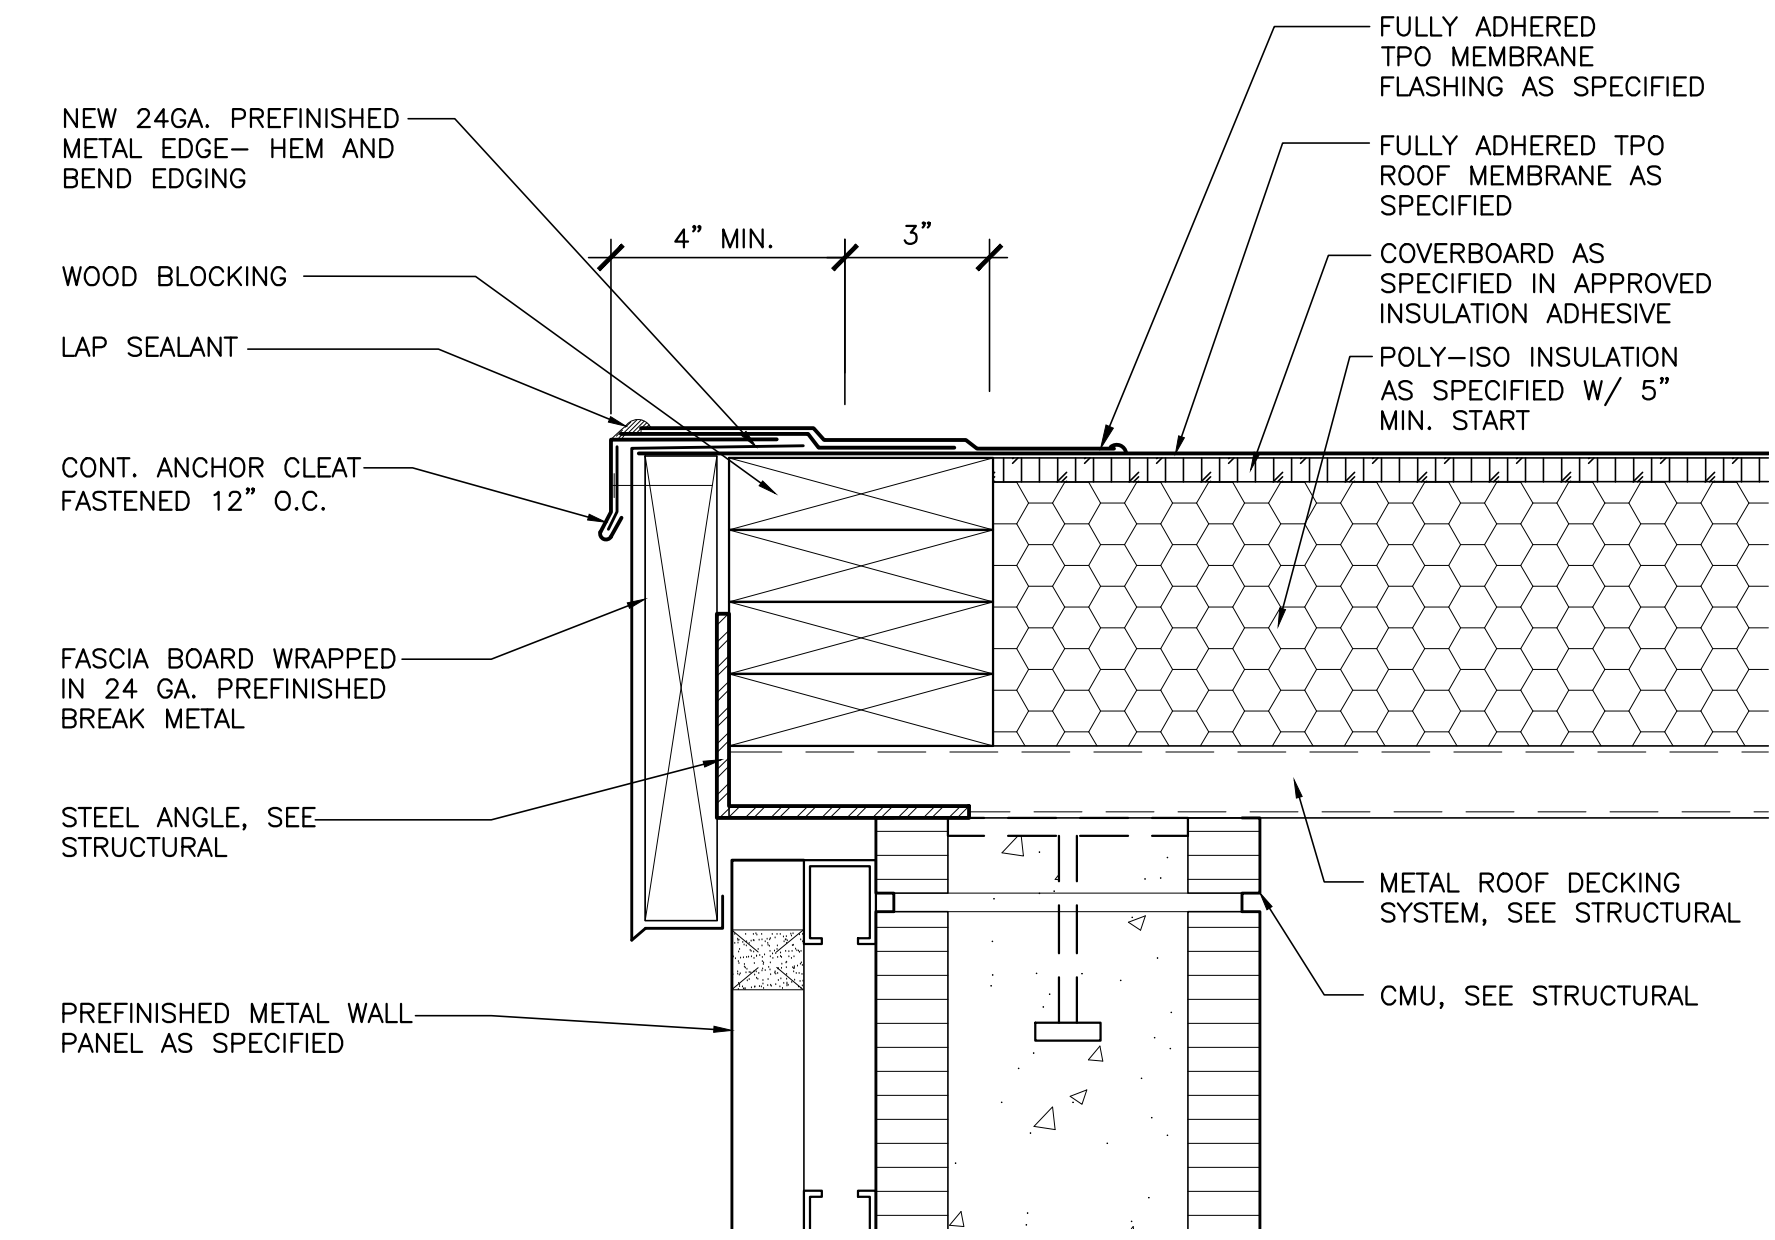 NEW 24GA. PREFINISHED
METAL EDGE– HEM AND
BEND EDGING
WOOD BLOCKING
LAP SEALANT
CONT. ANCHOR CLEAT
FASTENED 12" O.C.
FASCIA BOARD WRAPPED
IN 24 GA. PREFINISHED
BREAK METAL
STEEL ANGLE, SEE
STRUCTURAL
PREFINISHED METAL WALL
PANEL AS SPECIFIED
4" MIN.
3"
FULLY ADHERED
TPO MEMBRANE
FLASHING AS SPECIFIED
FULLY ADHERED TPO
ROOF MEMBRANE AS
SPECIFIED
COVERBOARD AS
SPECIFIED IN APPROVED
INSULATION ADHESIVE
POLY–ISO INSULATION
AS SPECIFIED W/ 5"
MIN. START
METAL ROOF DECKING
SYSTEM, SEE STRUCTURAL
CMU, SEE STRUCTURAL